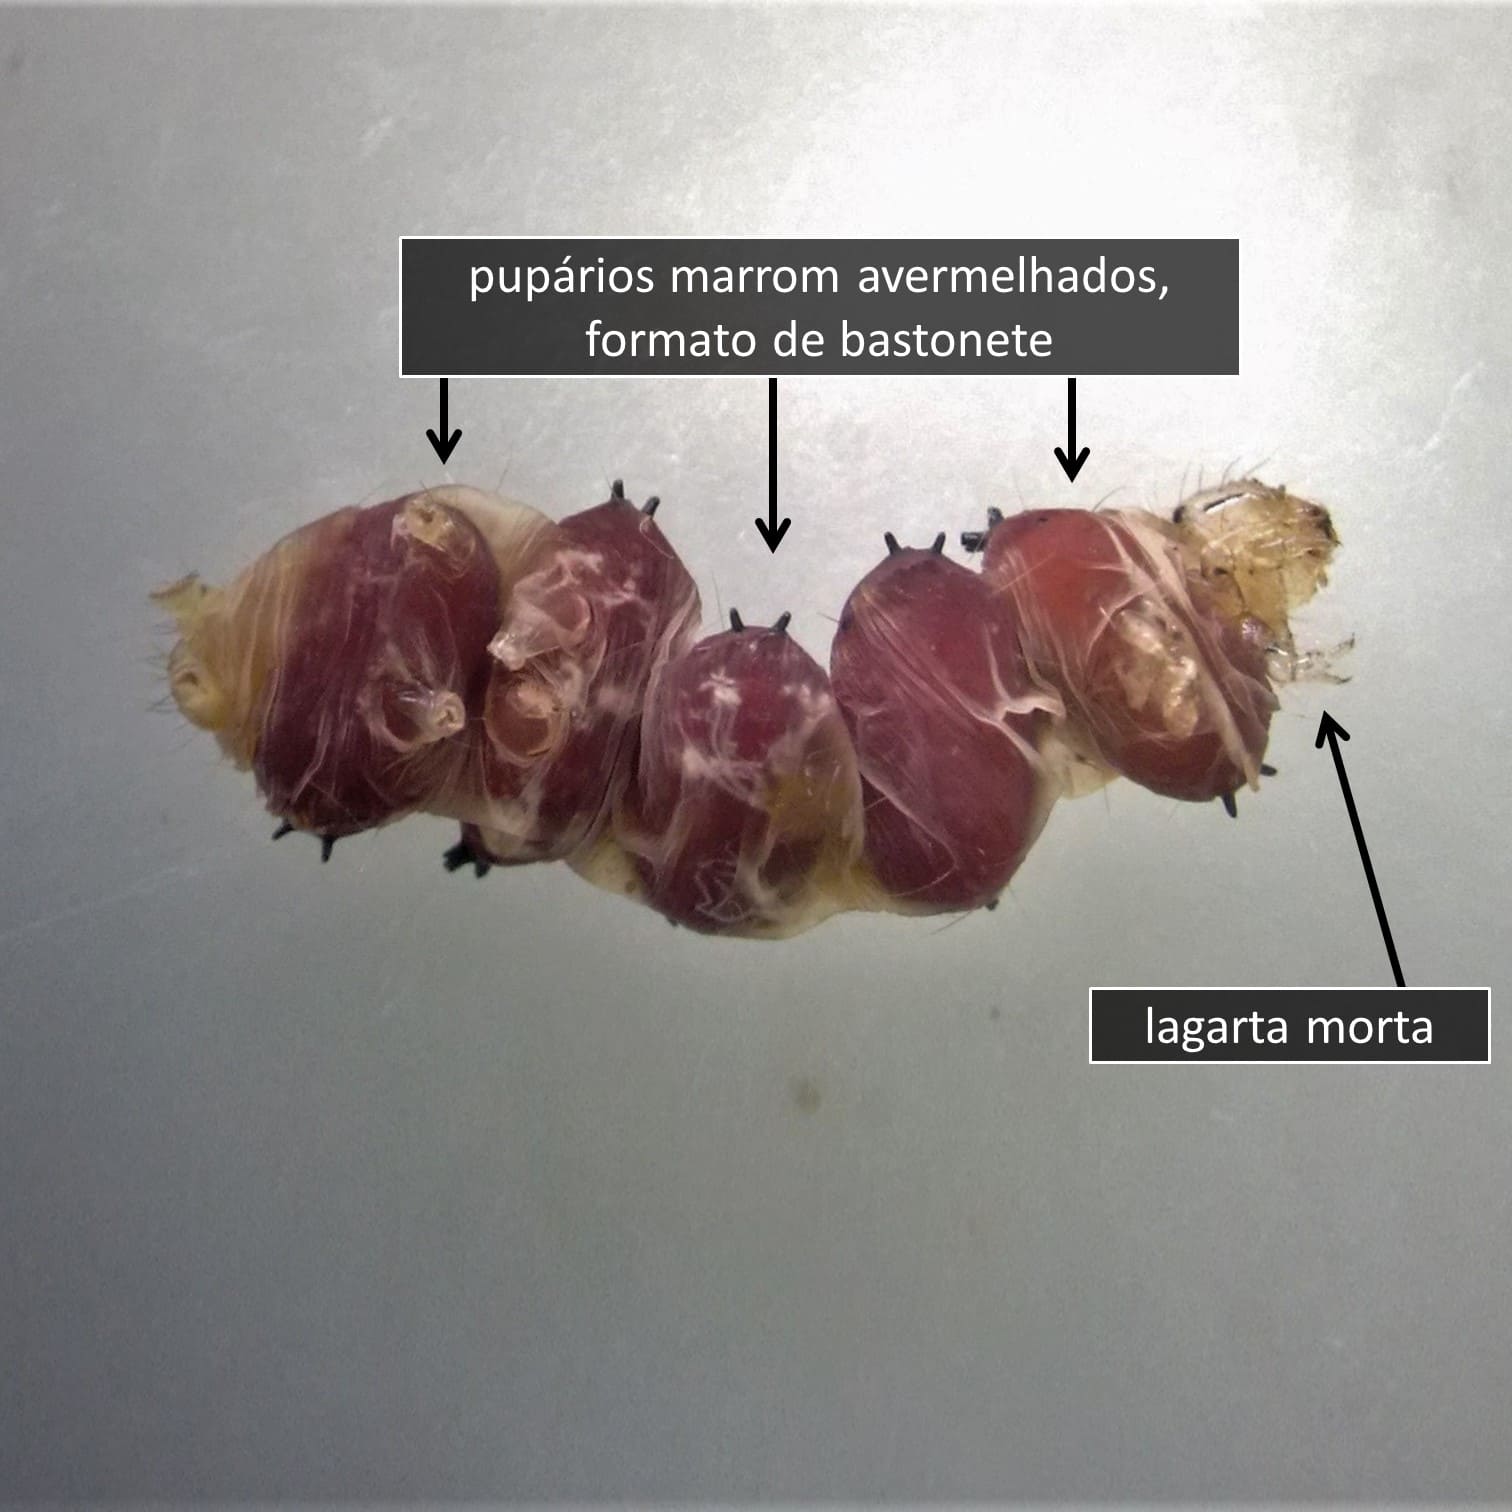 pupários marrom avermelhados,
formato de bastonete
lagarta morta